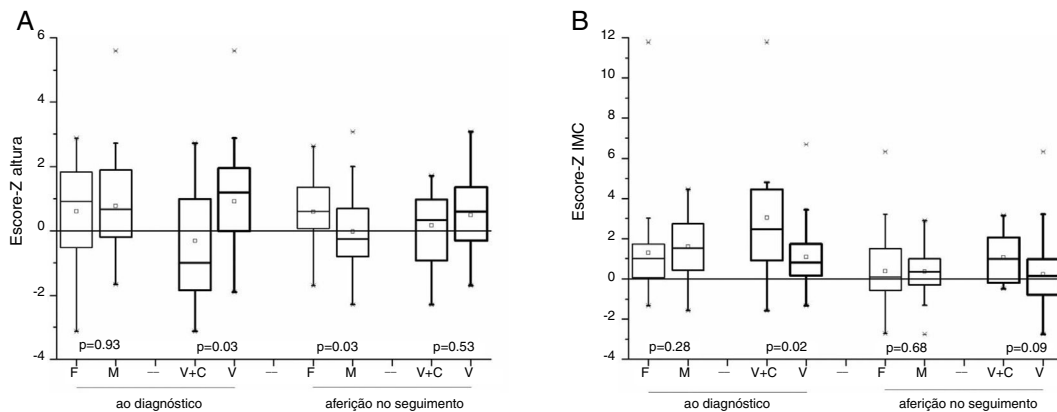 A
Escore-Z altura
6
4
2
0
-2
-4
p=0.93 p=0.03 p=0.03 p=0.53
F M — V+C V — F M — V+C V
ao diagnóstico aferição no seguimento
B
Escore-Z IMC
12
10
8
6
4
2
0
-2
-4
p=0.28 p=0.02 p=0.68 p=0.09
F M — V+C V — F M — V+C V
ao diagnóstico aferição no seguimento